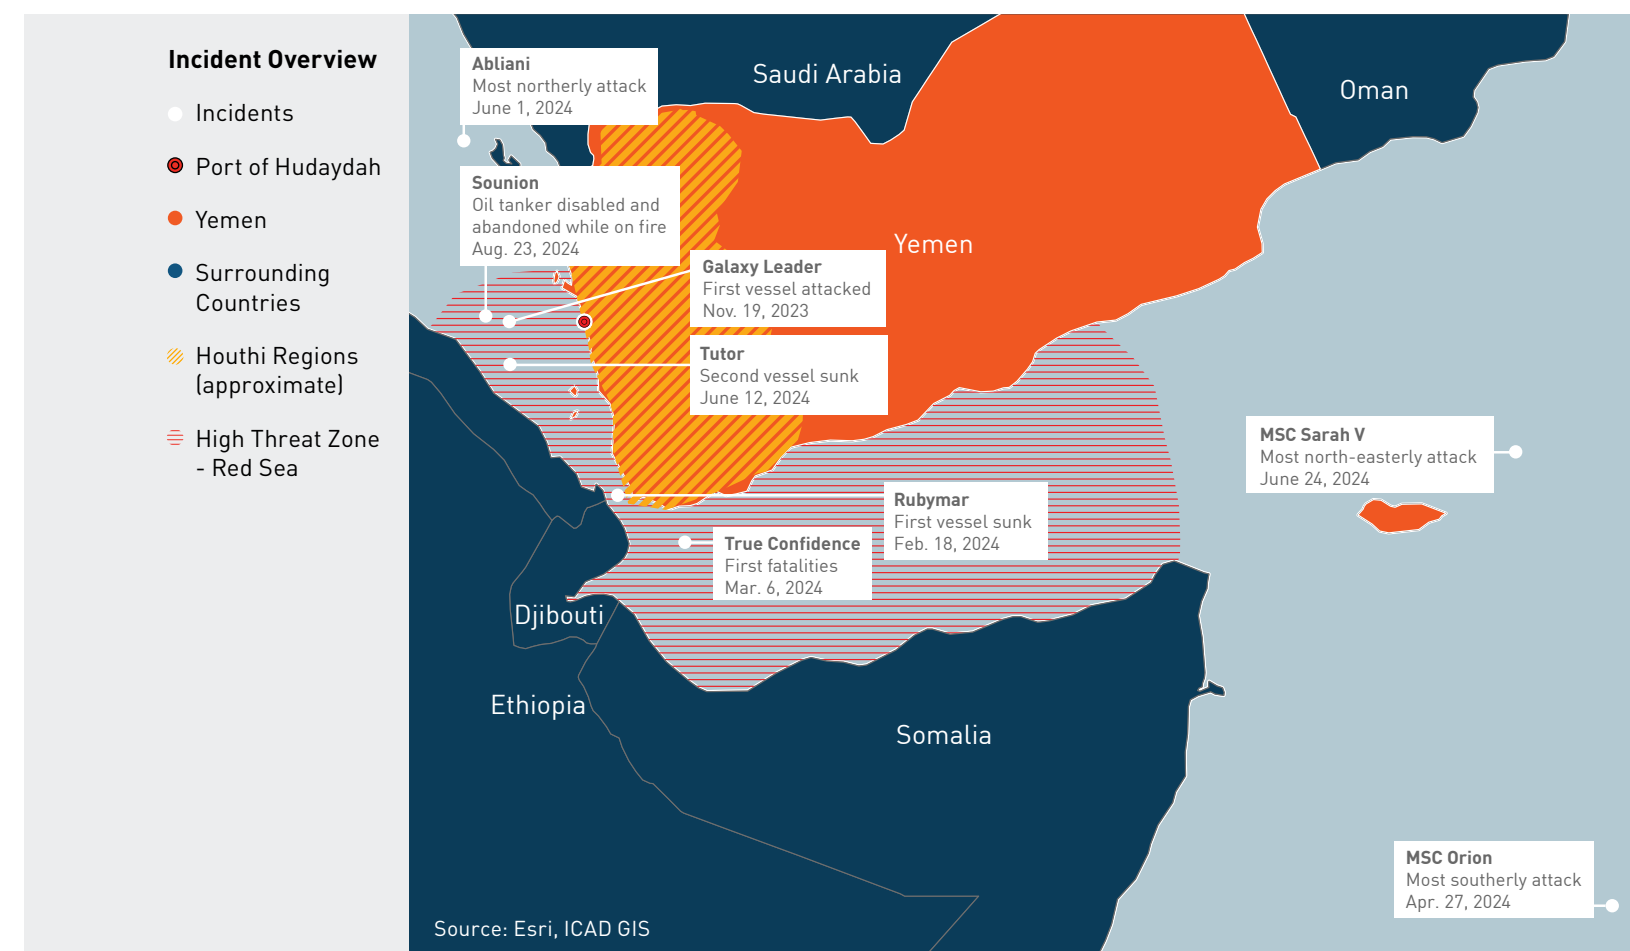 Incident Overview
Incidents
Port of Hudaydah
Yemen
Surrounding
Countries
Houthi Regions
(approximate)
High Threat Zone
- Red Sea
Abliani
Most northerly attack
June 1, 2024
Saudi Arabia
Oman
Sounion
Oil tanker disabled and
abandoned while on fire
Aug. 23, 2024
Yemen
Galaxy Leader
First vessel attacked
Nov. 19, 2023
Tutor
Second vessel sunk
June 12, 2024
MSC Sarah V
Most north-easterly attack
June 24, 2024
Rubymar
First vessel sunk
Feb. 18, 2024
True Confidence
First fatalities
Mar. 6, 2024
Djibouti
Ethiopia
Somalia
MSC Orion
Most southerly attack
Apr. 27, 2024
Source: Esri, ICAD GIS